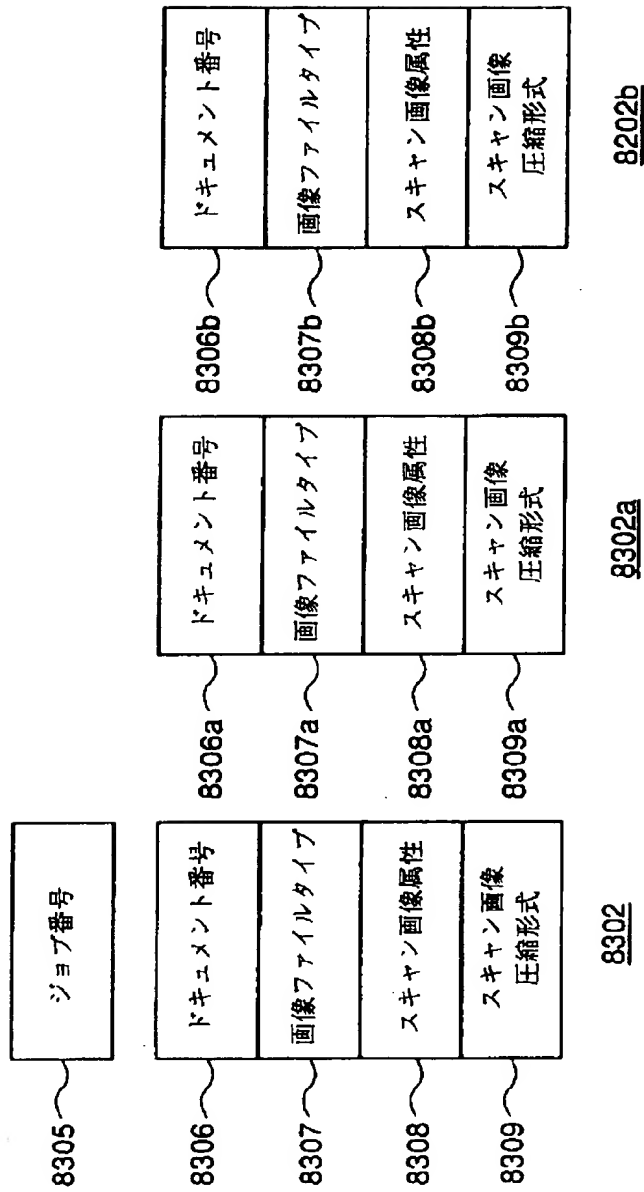 8305
ジョブ番号
8306
ドキュメント番号
8307
画像ファイルタイプ
8308
スキャン画像属性
8309
スキャン画像
圧縮形式
8302
8306a
ドキュメント番号
8307a
画像ファイルタイプ
8308a
スキャン画像属性
8309a
スキャン画像
圧縮形式
8302a
8306b
ドキュメント番号
8307b
画像ファイルタイプ
8308b
スキャン画像属性
8309b
スキャン画像
圧縮形式
8202b